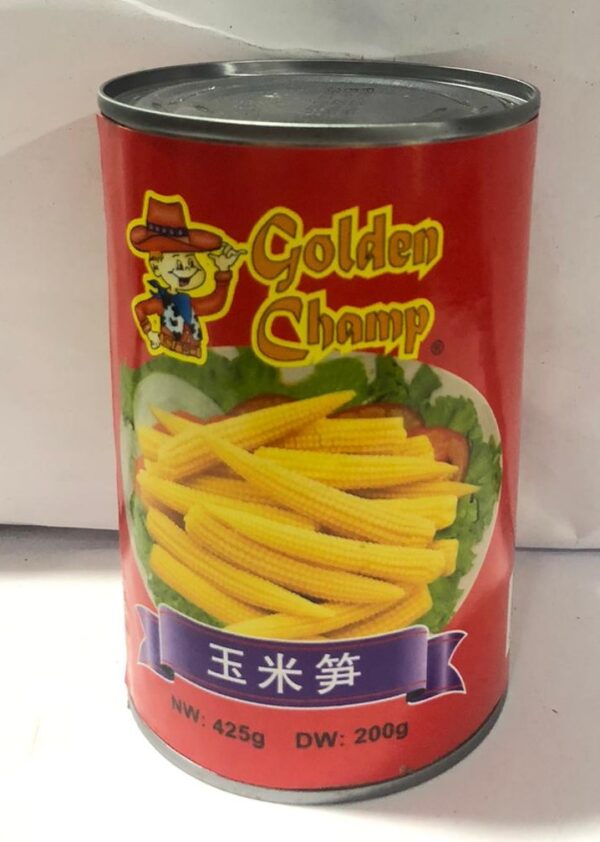 Golden
Champ®
玉米笋
NW: 425g DW: 200g